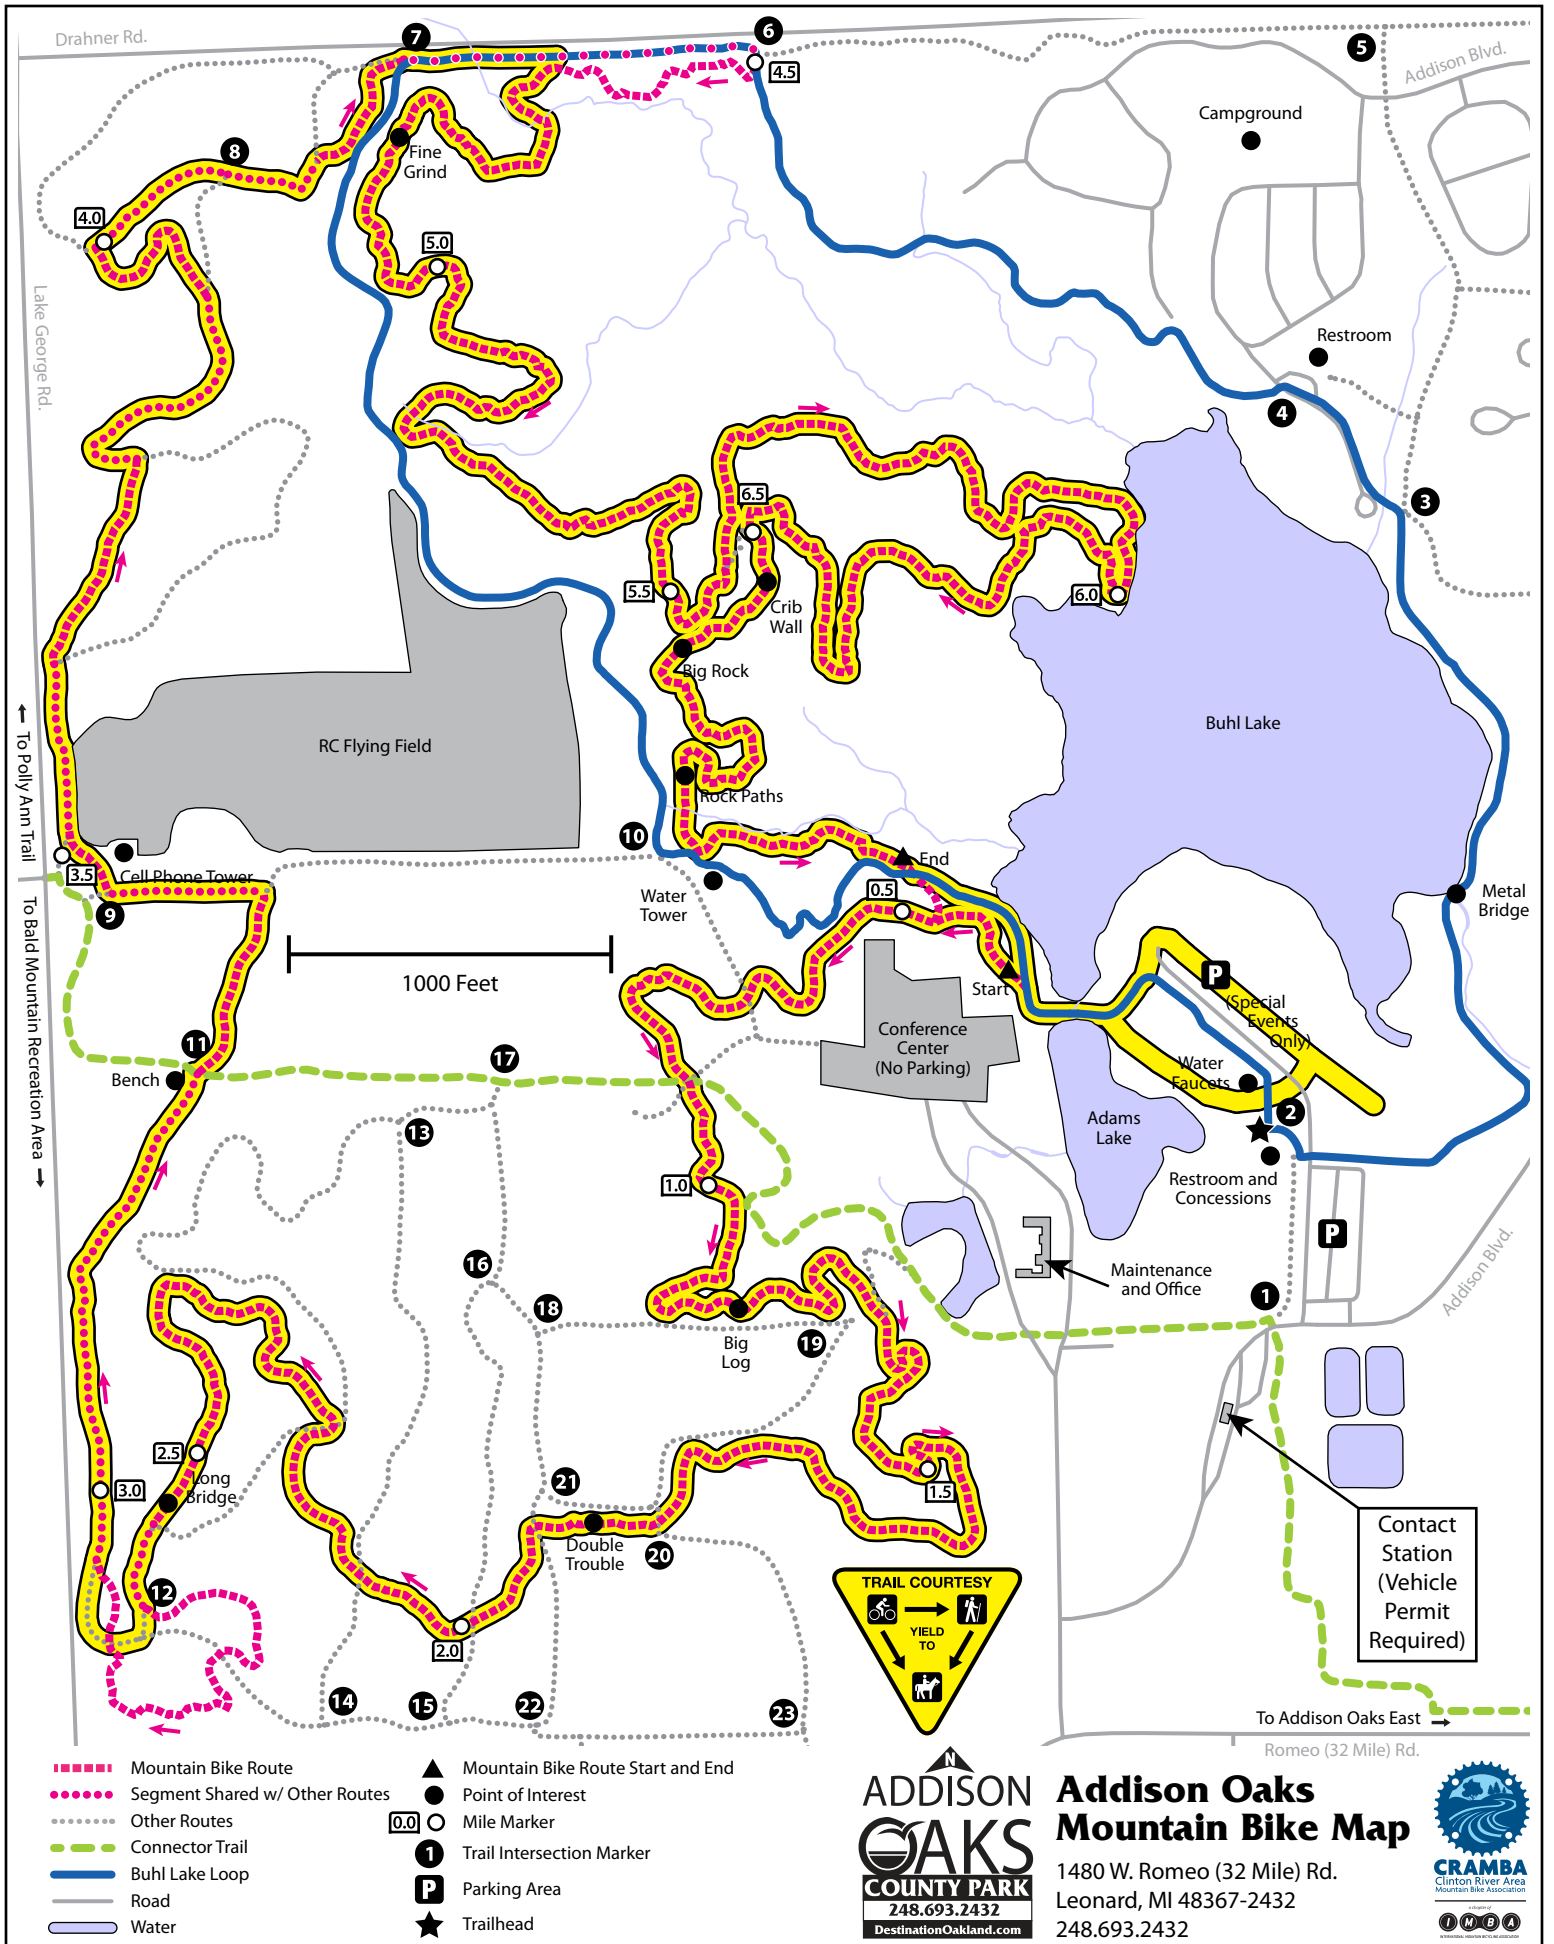 Drahner Rd.
7
6
5
4.5
Addison Blvd.
Campground
8
Fine
Grind
4.0
5.0
Lake George Rd.
Restroom
4
3
6.5
5.5
6.0
Crib
Wall
Big Rock
Buhl Lake
RC Flying Field
To Polly Ann Trail
Rock Paths
10
End
3.5
Cell Phone Tower
9
Water
Tower
0.5
Metal
Bridge
To Bald Mountain Recreation Area
1000 Feet
Start
P
(Special
Events
Only)
Conference
Center
(No Parking)
11
Bench
17
Water
Faucets
2
13
Adams
Lake
Restroom and
Concessions
1.0
P
16
Maintenance
and Office
Addison Blvd.
1
18
Big
Log
19
2.5
Long
Bridge
3.0
21
1.5
Double
Trouble
20
Contact
Station
(Vehicle
Permit
Required)
12
TRAIL COURTESY
YIELD
TO
2.0
14
15
22
23
To Addison Oaks East
Romeo (32 Mile) Rd.
Mountain Bike Route
Segment Shared w/ Other Routes
Other Routes
Connector Trail
Buhl Lake Loop
Road
Water
Mountain Bike Route Start and End
Point of Interest
0.0 Mile Marker
1 Trail Intersection Marker
P Parking Area
Trailhead
N
ADDISON
OAKS
COUNTY PARK
248.693.2432
DestinationOakland.com
Addison Oaks
Mountain Bike Map
1480 W. Romeo (32 Mile) Rd.
Leonard, MI 48367-2432
248.693.2432
CRAMBA
Clinton River Area
Mountain Bike Association
a chapter of
IMBA
INTERNATIONAL MOUNTAIN BICYCLING ASSOCIATION